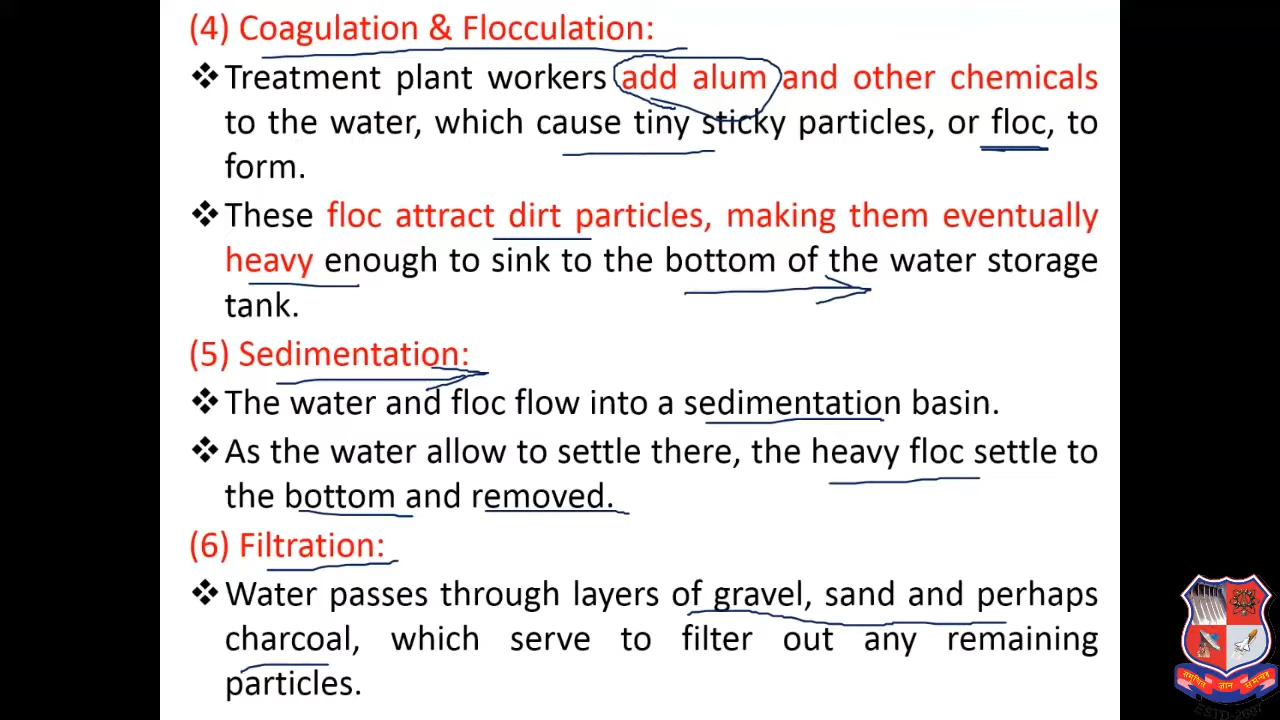 (4) Coagulation & Flocculation:
❖ Treatment plant workers add alum and other chemicals
to the water, which cause tiny sticky particles, or floc, to
form.
❖ These floc attract dirt particles, making them eventually
heavy enough to sink to the bottom of the water storage
tank.
(5) Sedimentation:
❖ The water and floc flow into a sedimentation basin.
❖ As the water allow to settle there, the heavy floc settle to
the bottom and removed.
(6) Filtration:
❖ Water passes through layers of gravel, sand and perhaps
charcoal, which serve to filter out any remaining
particles.
ज्ञान